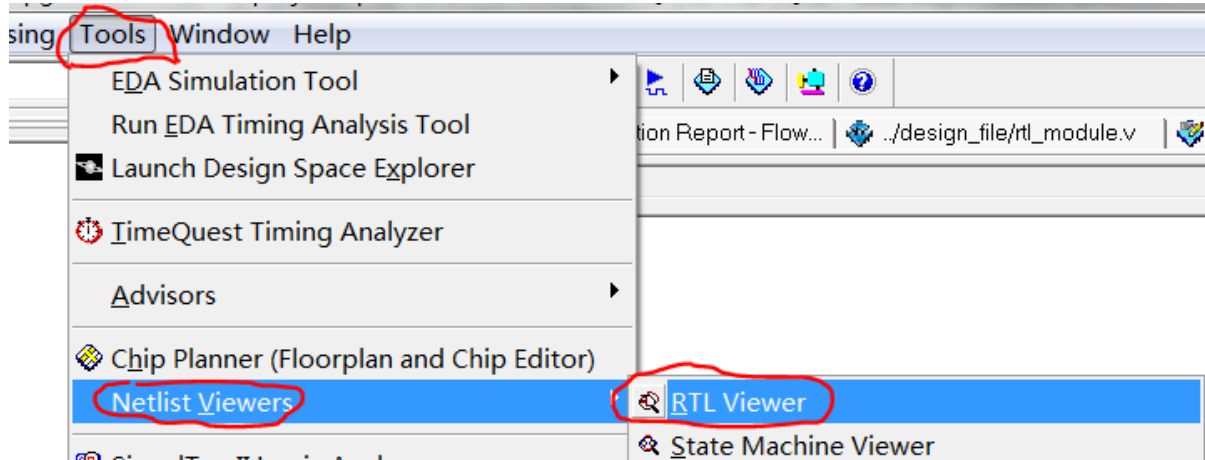 sing Tools Window Help
EDA Simulation Tool
Run EDA Timing Analysis Tool
tion Report - Flow... ../design_file/rtl_module.v
Launch Design Space Explorer
TimeQuest Timing Analyzer
Advisors
Chip Planner (Floorplan and Chip Editor)
Netlist Viewers RTL Viewer
State Machine Viewer